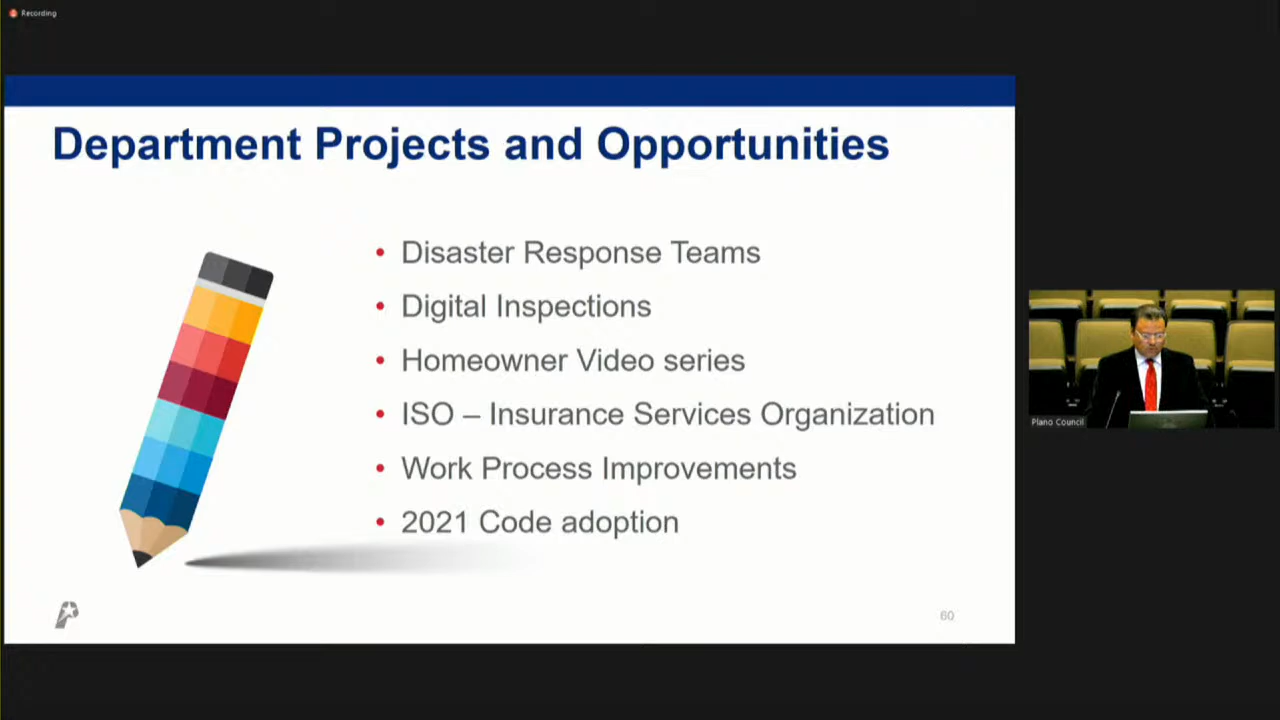 Recording
Department Projects and Opportunities
• Disaster Response Teams
• Digital Inspections
• Homeowner Video series
• ISO – Insurance Services Organization
• Work Process Improvements
• 2021 Code adoption
60
Plano Council